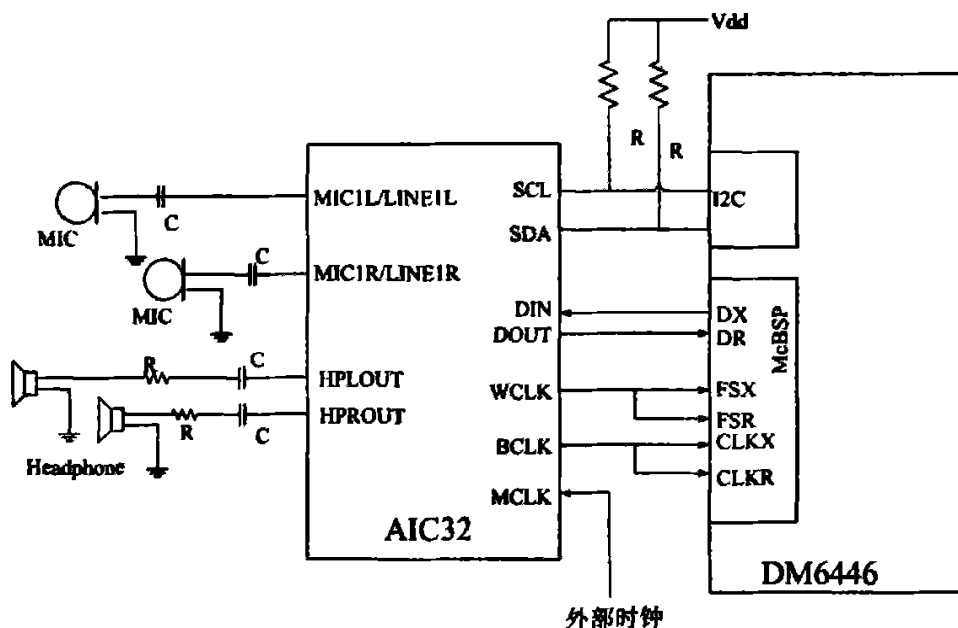 Vdd
R
R
MIC1L/LINE1L
SCL
I2C
C
MIC
SDA
MIC1R/LINE1R
C
MIC
DIN
DX
DOUT
DR
McBSP
R
C
HPLOUT
WCLK
FSX
HPROUT
FSR
R
C
BCLK
CLKX
Headphone
CLKR
MCLK
AIC32
DM6446
外部时钟